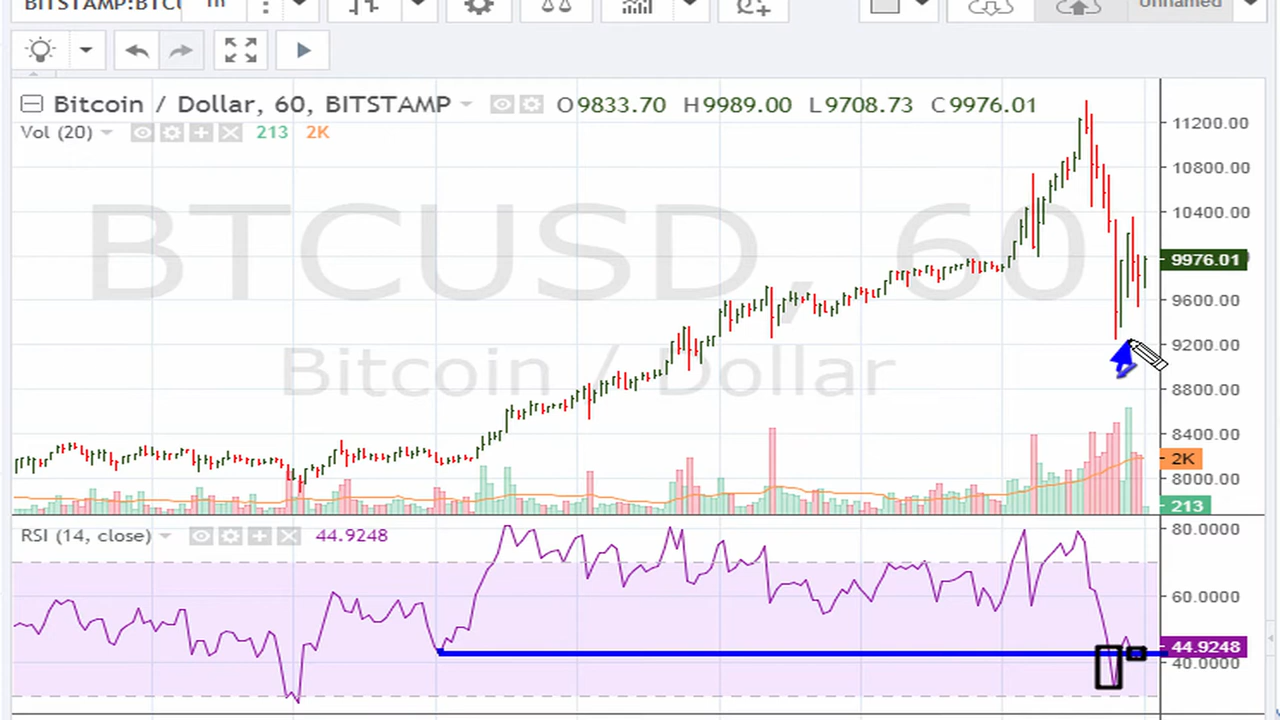 BITSTAMP:BTCU
Unnamed
Bitcoin / Dollar, 60, BITSTAMP O9833.70 H9989.00 L9708.73 C9976.01
Vol (20) 213 2K
BTCUSD, 60
Bitcoin / Dollar
11200.00
10800.00
10400.00
9976.01
9600.00
9200.00
8800.00
8400.00
2K
8000.00
213
RSI (14, close) 44.9248
80.0000
60.0000
44.9248
40.0000